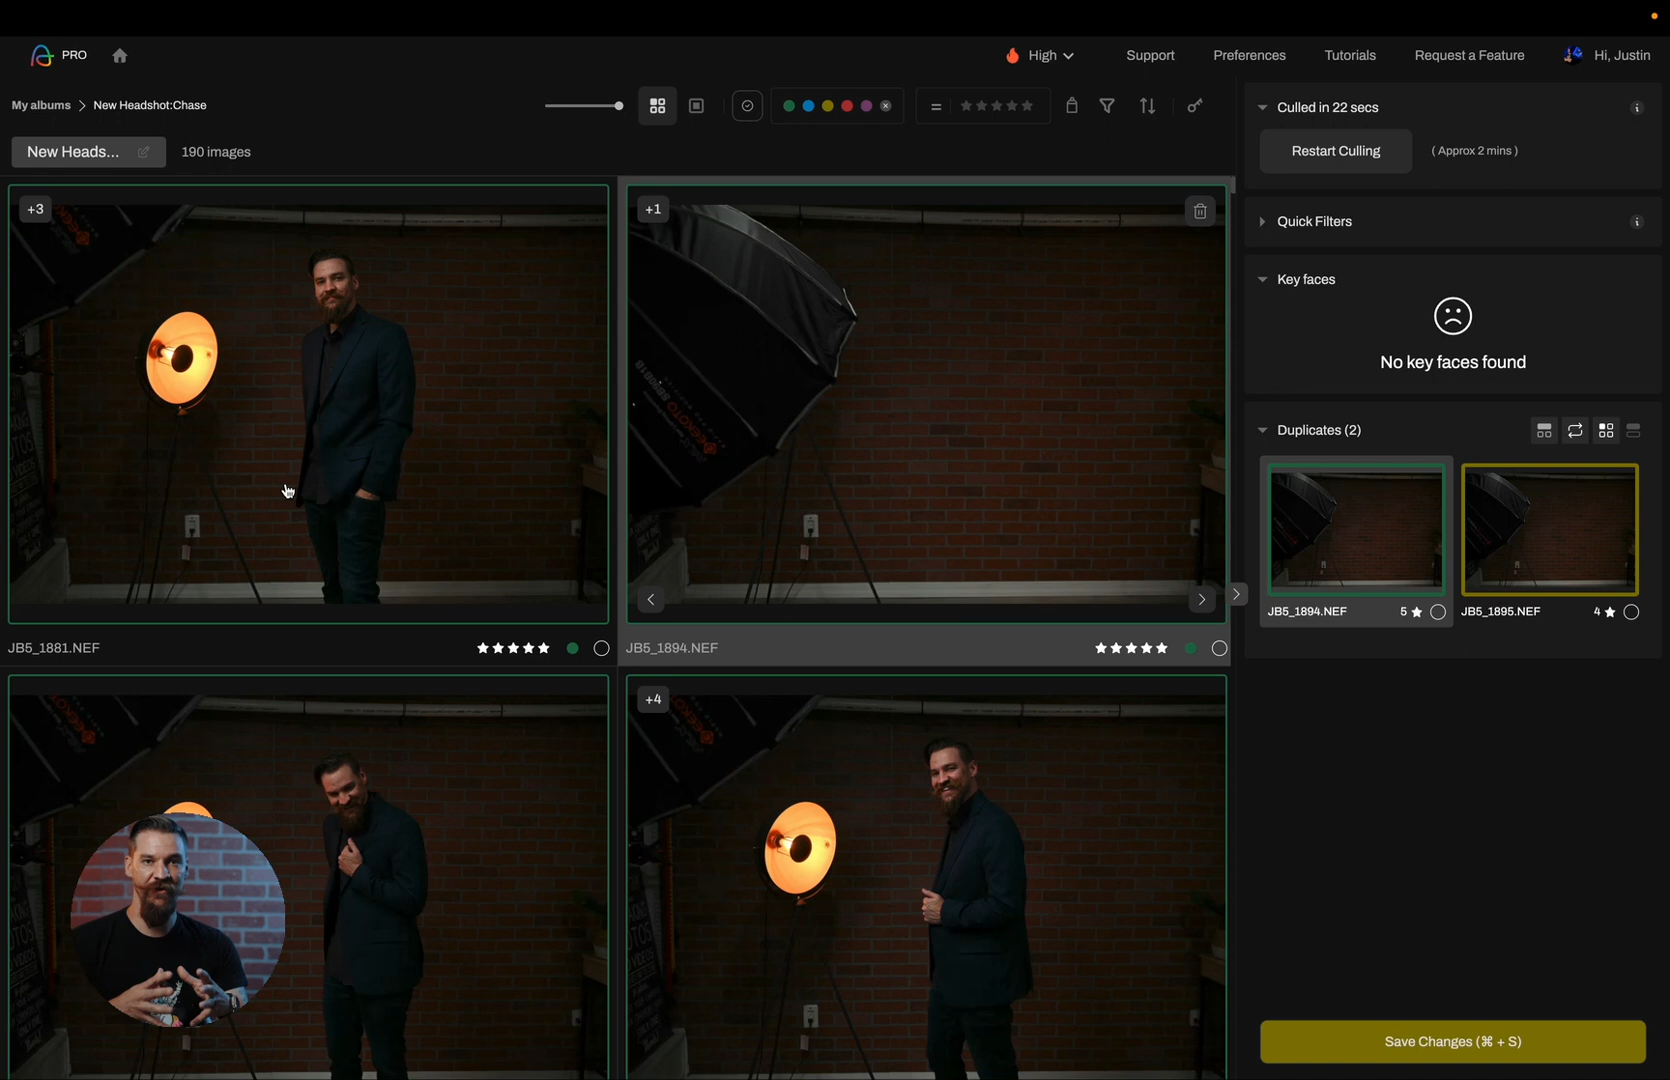 PRO
High
Support
Preferences
Tutorials
Request a Feature
Hi, Justin
My albums
New Headshot:Chase
New Heads...
190 images
Culled in 22 secs
Restart Culling
( Approx 2 mins )
Quick Filters
Key faces
No key faces found
Duplicates (2)
JB5_1894.NEF 5
JB5_1895.NEF 4
+3
+1
JB5_1881.NEF
JB5_1894.NEF
+4
Save Changes (⌘ + S)